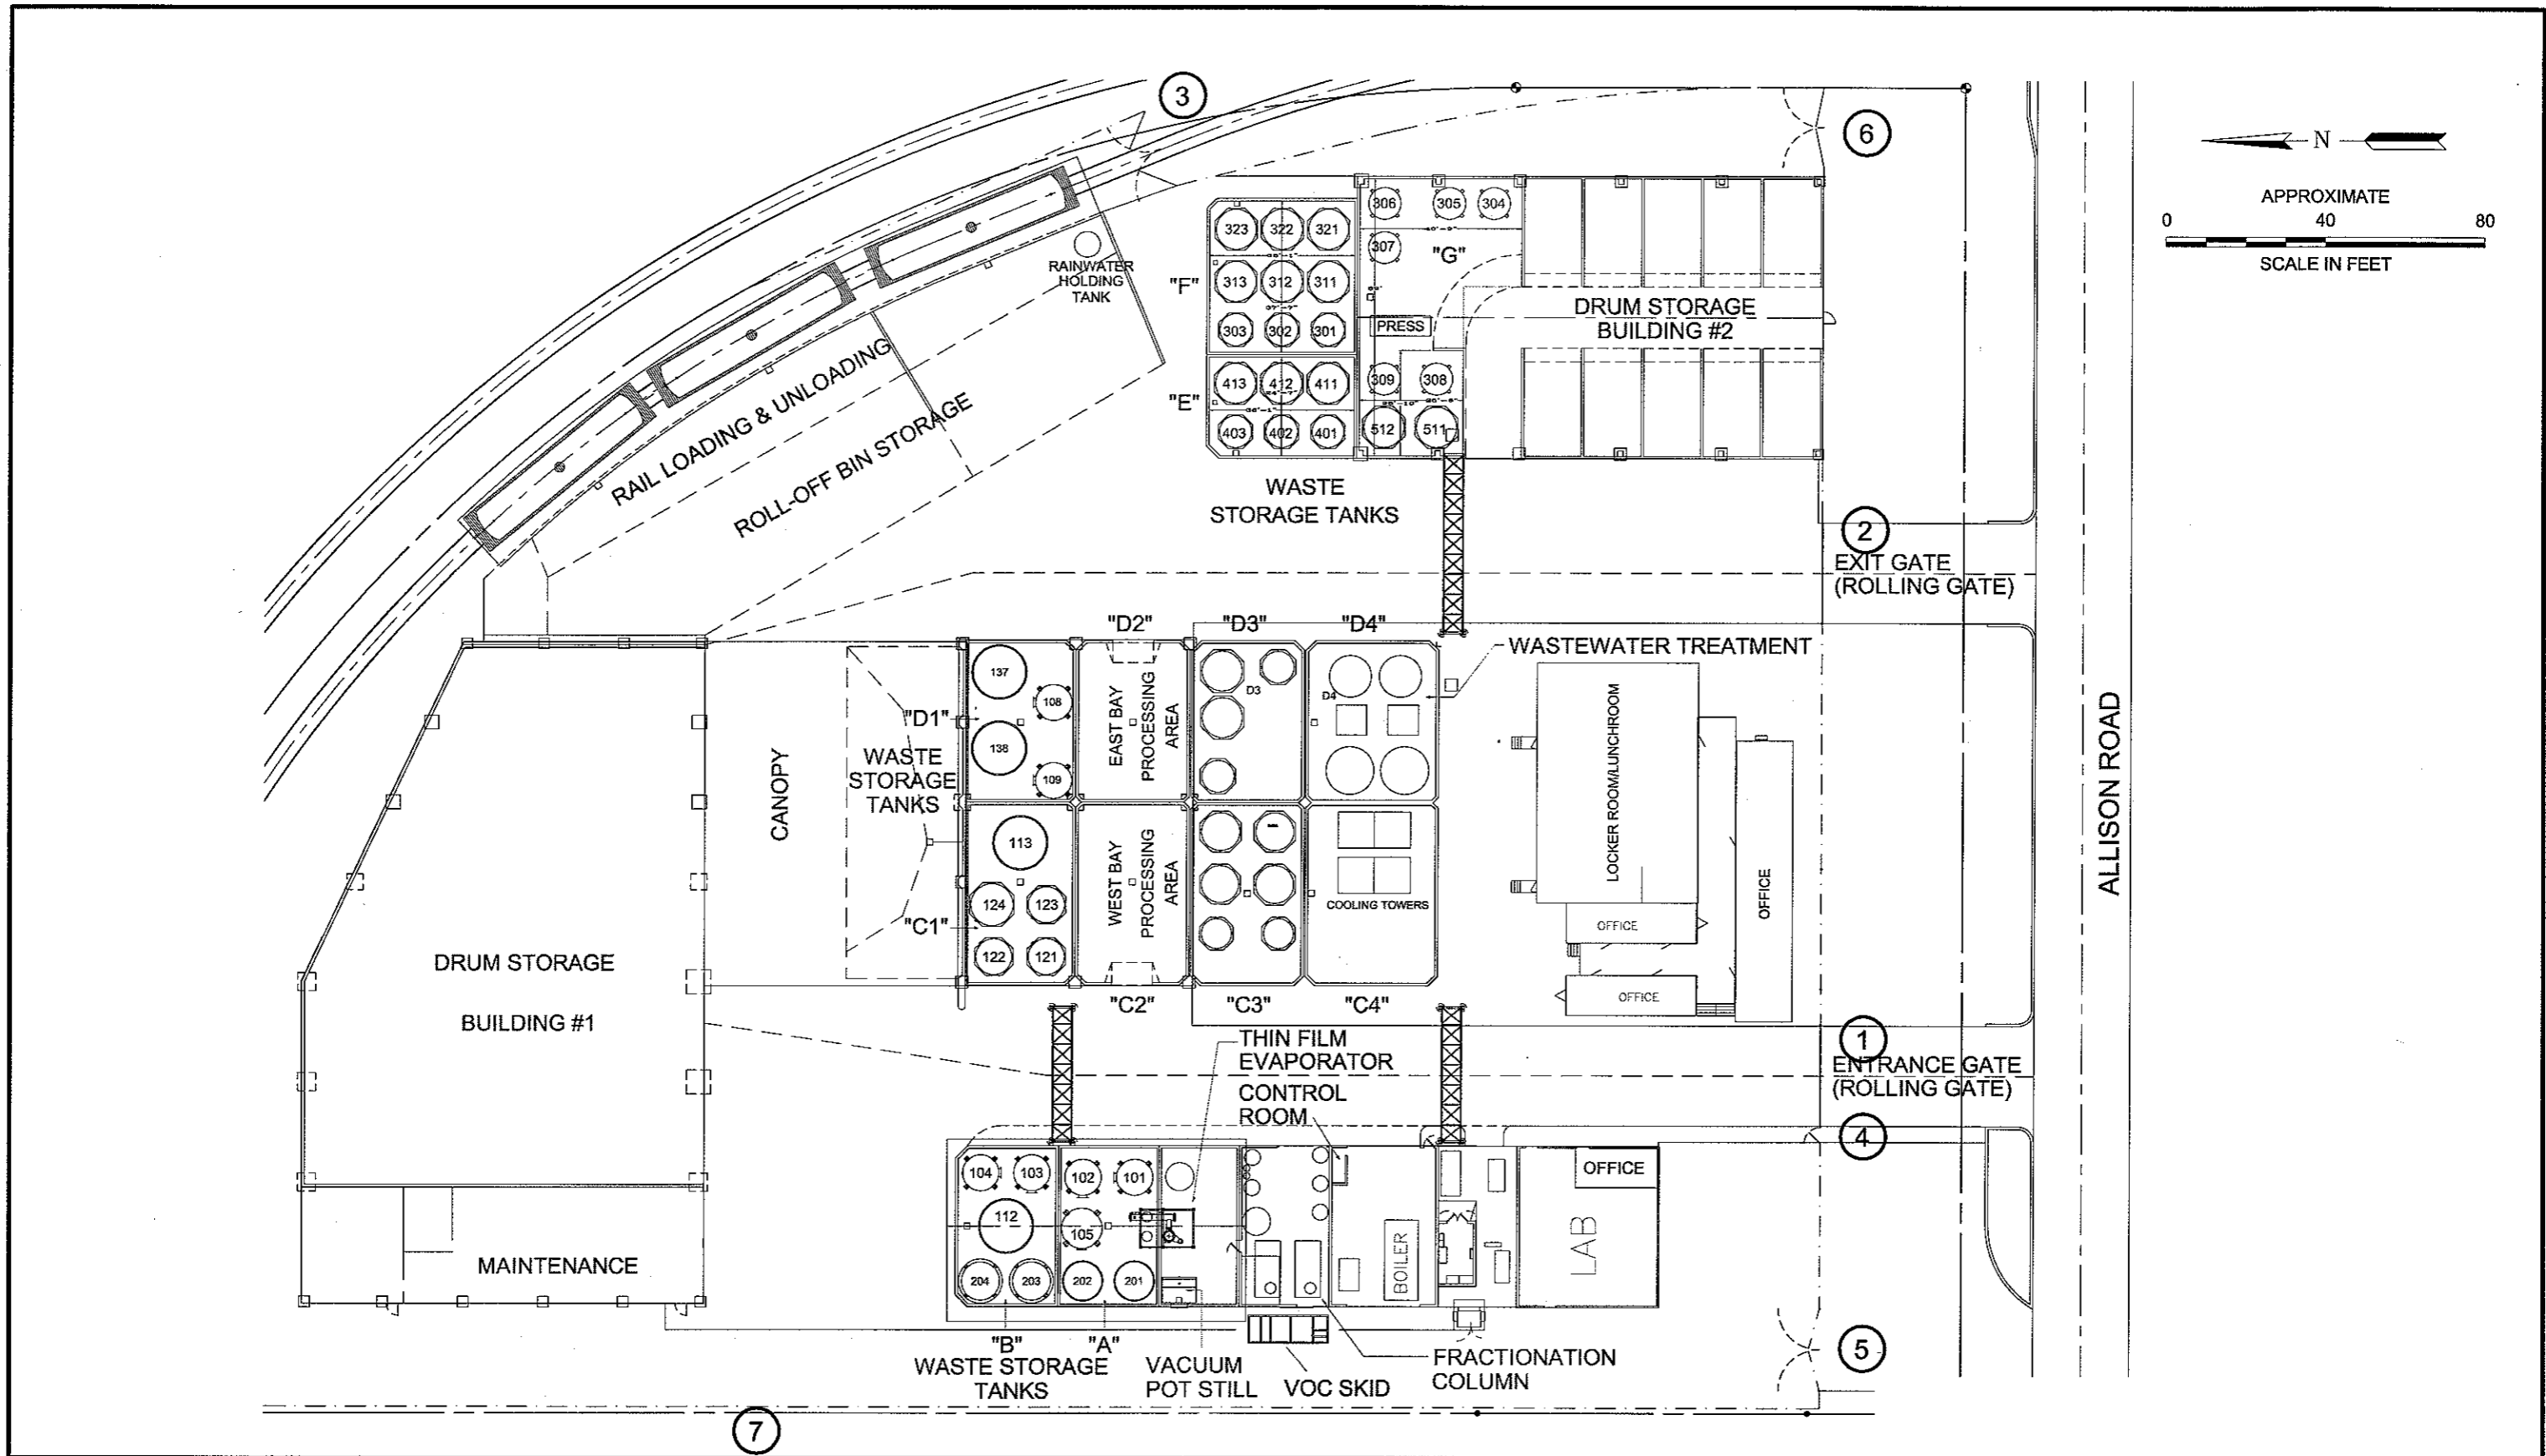 3
6
N
APPROXIMATE
0 40 80
SCALE IN FEET
323 322 321
313 312 311
303 302 301
413 412 411
403 402 401
"F"
"E"
306 305 304
307
"G"
PRESS
309 308
512 511
DRUM STORAGE
BUILDING #2
RAINWATER
HOLDING
TANK
RAIL LOADING & UNLOADING
ROLL-OFF BIN STORAGE
WASTE
STORAGE TANKS
2
EXIT GATE
(ROLLING GATE)
"D2" "D3" "D4"
WASTEWATER TREATMENT
137
108
138
109
"D1"
WASTE
STORAGE
TANKS
CANOPY
EAST BAY
PROCESSING
AREA
D3
D4
113
124 123
122 121
"C1"
WEST BAY
PROCESSING
AREA
COOLING TOWERS
"C2" "C3" "C4"
LOCKER ROOM/LUNCHROOM
OFFICE
OFFICE
OFFICE
ALLISON ROAD
DRUM STORAGE
BUILDING #1
MAINTENANCE
1
ENTRANCE GATE
(ROLLING GATE)
THIN FILM
EVAPORATOR
CONTROL
ROOM
4
104 103 102 101
112
105
204 203 202 201
BOILER
OFFICE
LAB
"B" "A"
WASTE STORAGE
TANKS
VACUUM
POT STILL
VOC SKID
FRACTIONATION
COLUMN
5
7